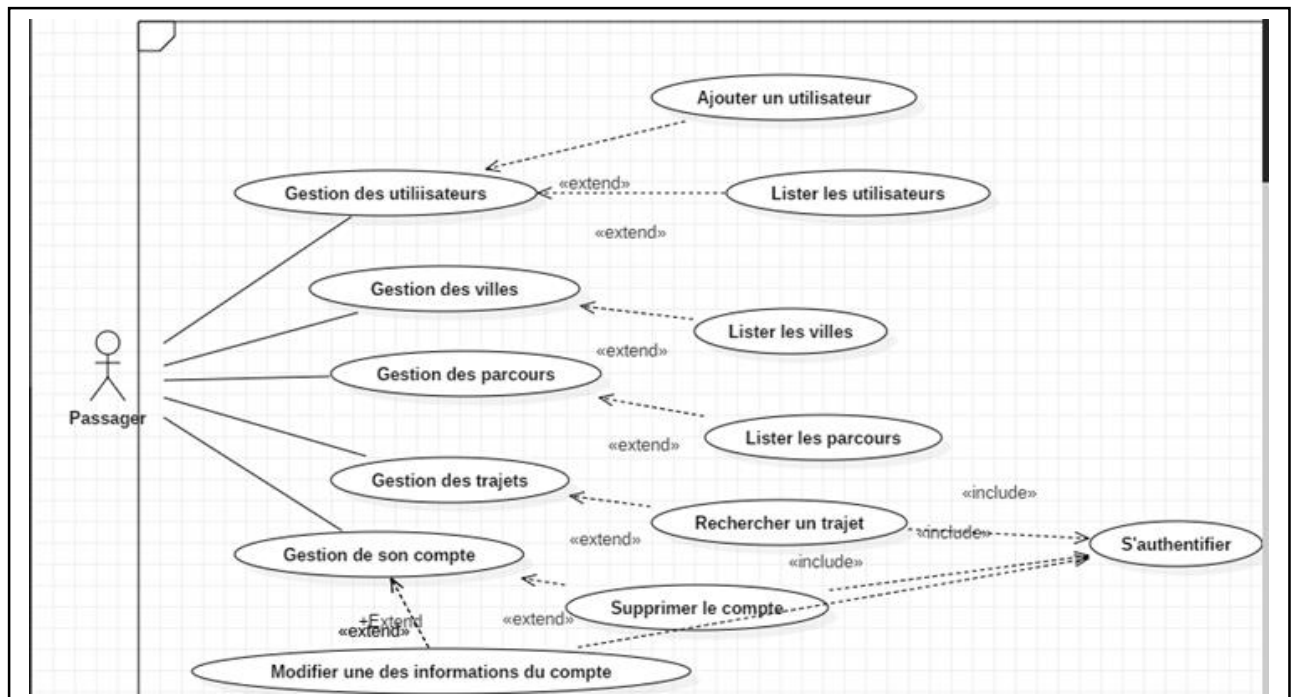 Ajouter un utilisateur
Gestion des utiliisateurs
«extend»
Lister les utilisateurs
«extend»
Gestion des villes
Lister les villes
«extend»
Gestion des parcours
Passager
Lister les parcours
«extend»
Gestion des trajets
«include»
Rechercher un trajet
«include»
«extend»
S'authentifier
Gestion de son compte
«include»
Supprimer le compte
«extend»
+Extend
«extend»
Modifier une des informations du compte